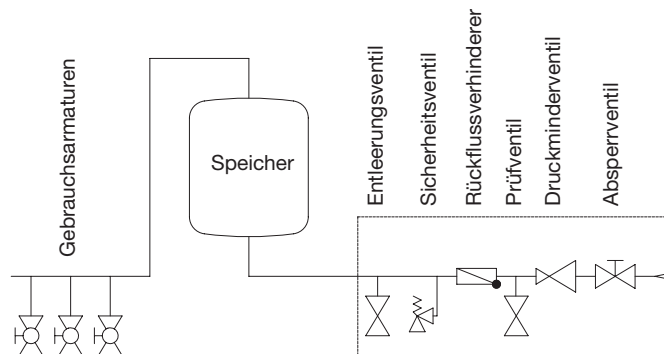 Gebrauchsarmaturen
Speicher
Entleerungsventil
Sicherheitsventil
Rückflussverhinderer
Prüfventil
Druckminderventil
Absperrventil